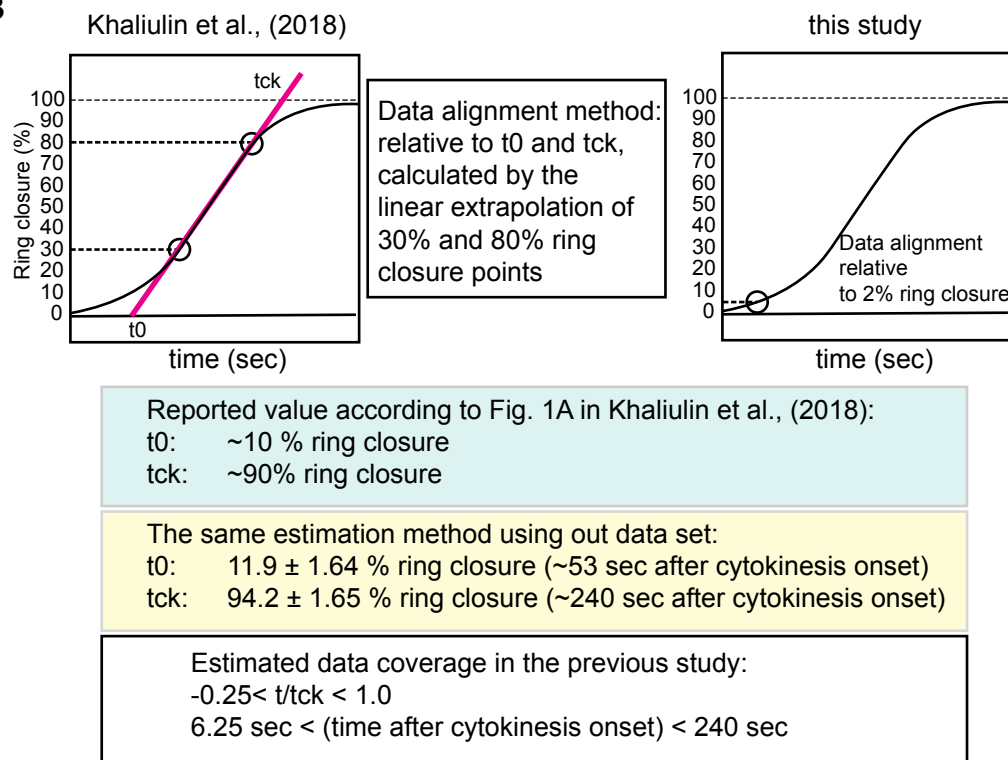 Khaliulin et al., (2018)
tck
100
90
80
70
60
50
40
30
20
10
0
Ring closure (%)
t0
time (sec)
Data alignment method:
relative to t0 and tck,
calculated by the
linear extrapolation of
30% and 80% ring
closure points
this study
100
90
80
70
60
50
40
30
20
10
0
Data alignment
relative
to 2% ring closure
time (sec)
Reported value according to Fig. 1A in Khaliulin et al., (2018):
t0: ~10 % ring closure
tck: ~90% ring closure
The same estimation method using out data set:
t0: 11.9 ± 1.64 % ring closure (~53 sec after cytokinesis onset)
tck: 94.2 ± 1.65 % ring closure (~240 sec after cytokinesis onset)
Estimated data coverage in the previous study:
-0.25< t/tck < 1.0
6.25 sec < (time after cytokinesis onset) < 240 sec